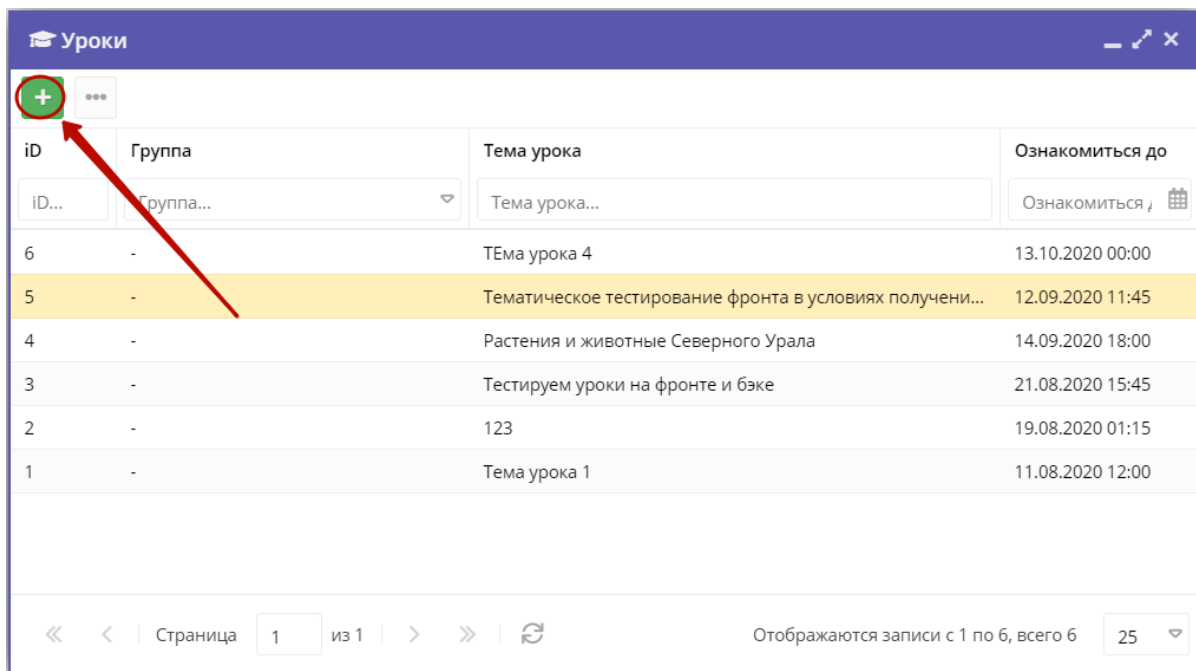 Уроки
iD Группа Тема урока Ознакомиться до
iD... Группа... Тема урока... Ознакомиться д
6 - ТЕма урока 4 13.10.2020 00:00
5 - Тематическое тестирование фронта в условиях получени... 12.09.2020 11:45
4 - Растения и животные Северного Урала 14.09.2020 18:00
3 - Тестируем уроки на фронте и бэке 21.08.2020 15:45
2 - 123 19.08.2020 01:15
1 - Тема урока 1 11.08.2020 12:00
Страница 1 из 1 Отображаются записи с 1 по 6, всего 6 25